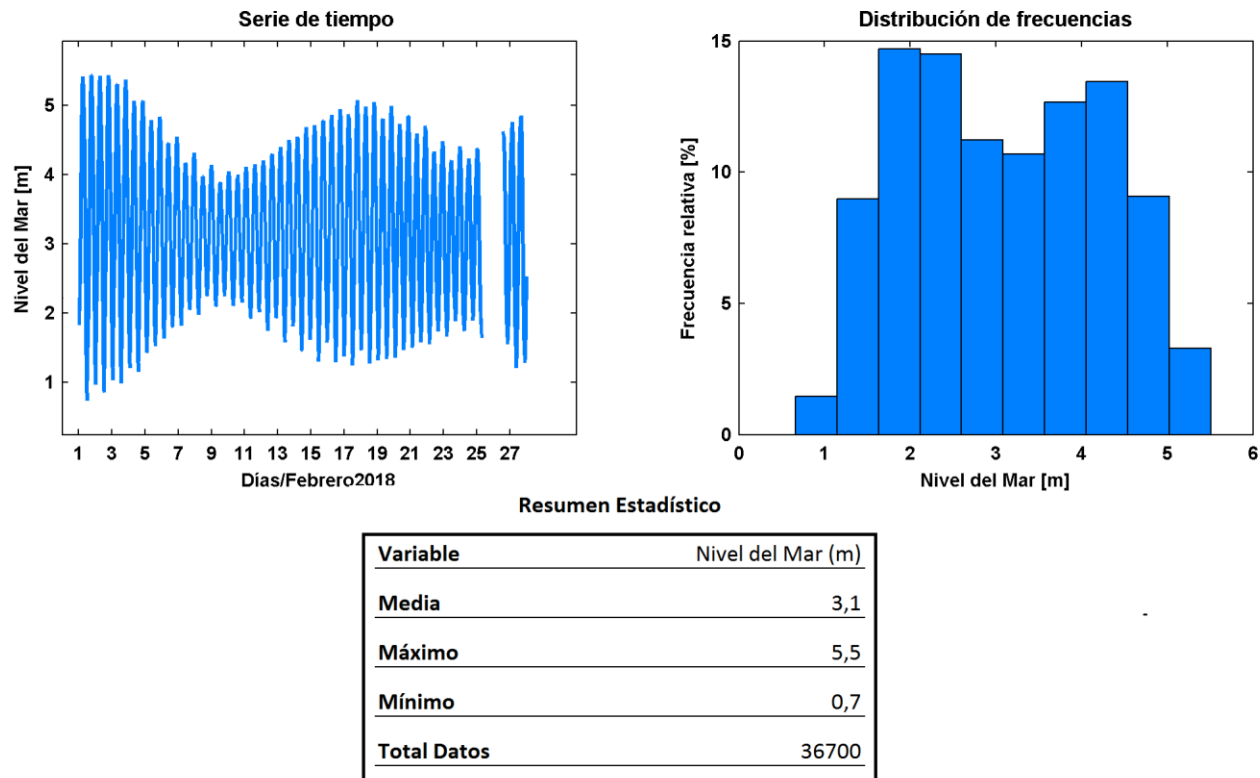 Serie de tiempo
Nivel del Mar [m]
5
4
3
2
1
1 3 5 7 9 11 13 15 17 19 21 23 25 27
Días/Febrero2018
Distribución de frecuencias
Frecuencia relativa [%]
15
10
5
0
0 1 2 3 4 5 6
Nivel del Mar [m]
Resumen Estadístico
Variable Nivel del Mar (m)
Media 3,1
Máximo 5,5
Mínimo 0,7
Total Datos 36700
-